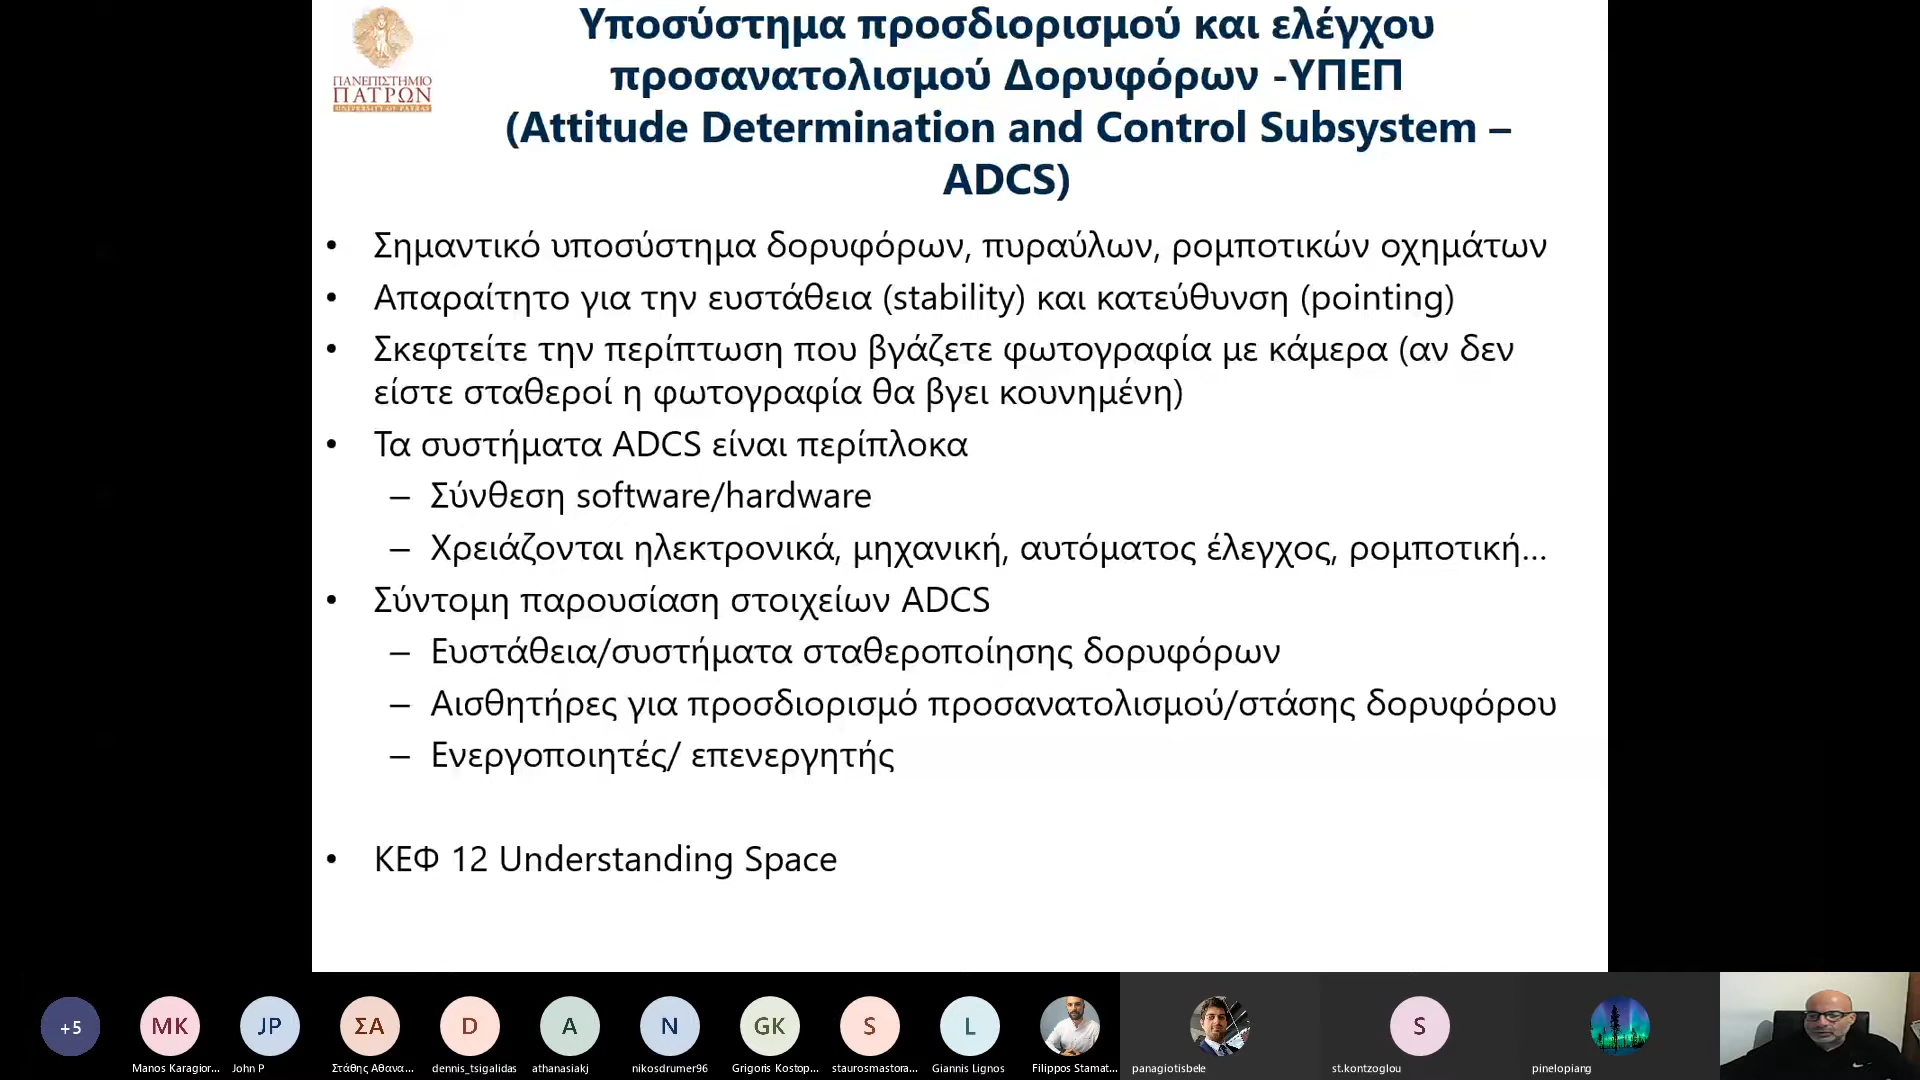 ΠΑΝΕΠΙΣΤΗΜΙΟ
ΠΑΤΡΩΝ
UNIVERSITY OF PATRAS
Υποσύστημα προσδιορισμού και ελέγχου
προσανατολισμού Δορυφόρων -ΥΠΕΠ
(Attitude Determination and Control Subsystem –
ADCS)
• Σημαντικό υποσύστημα δορυφόρων, πυραύλων, ρομποτικών οχημάτων
• Απαραίτητο για την ευστάθεια (stability) και κατεύθυνση (pointing)
• Σκεφτείτε την περίπτωση που βγάζετε φωτογραφία με κάμερα (αν δεν
είστε σταθεροί η φωτογραφία θα βγει κουνημένη)
• Τα συστήματα ADCS είναι περίπλοκα
– Σύνθεση software/hardware
– Χρειάζονται ηλεκτρονικά, μηχανική, αυτόματος έλεγχος, ρομποτική...
• Σύντομη παρουσίαση στοιχείων ADCS
– Ευστάθεια/συστήματα σταθεροποίησης δορυφόρων
– Αισθητήρες για προσδιορισμό προσανατολισμού/στάσης δορυφόρου
– Ενεργοποιητές/ επενεργητής
• ΚΕΦ 12 Understanding Space
+5 MK JP ΣΑ D A N GK S L S
Manos Karagior... John P Στάθης Αθανα... dennis_tsigalidas athanasiakj nikosdrumer96 Grigoris Kostop... staurosmastora... Giannis Lignos Filippos Stamat... panagiotisbele st.kontzoglou pinelopiang